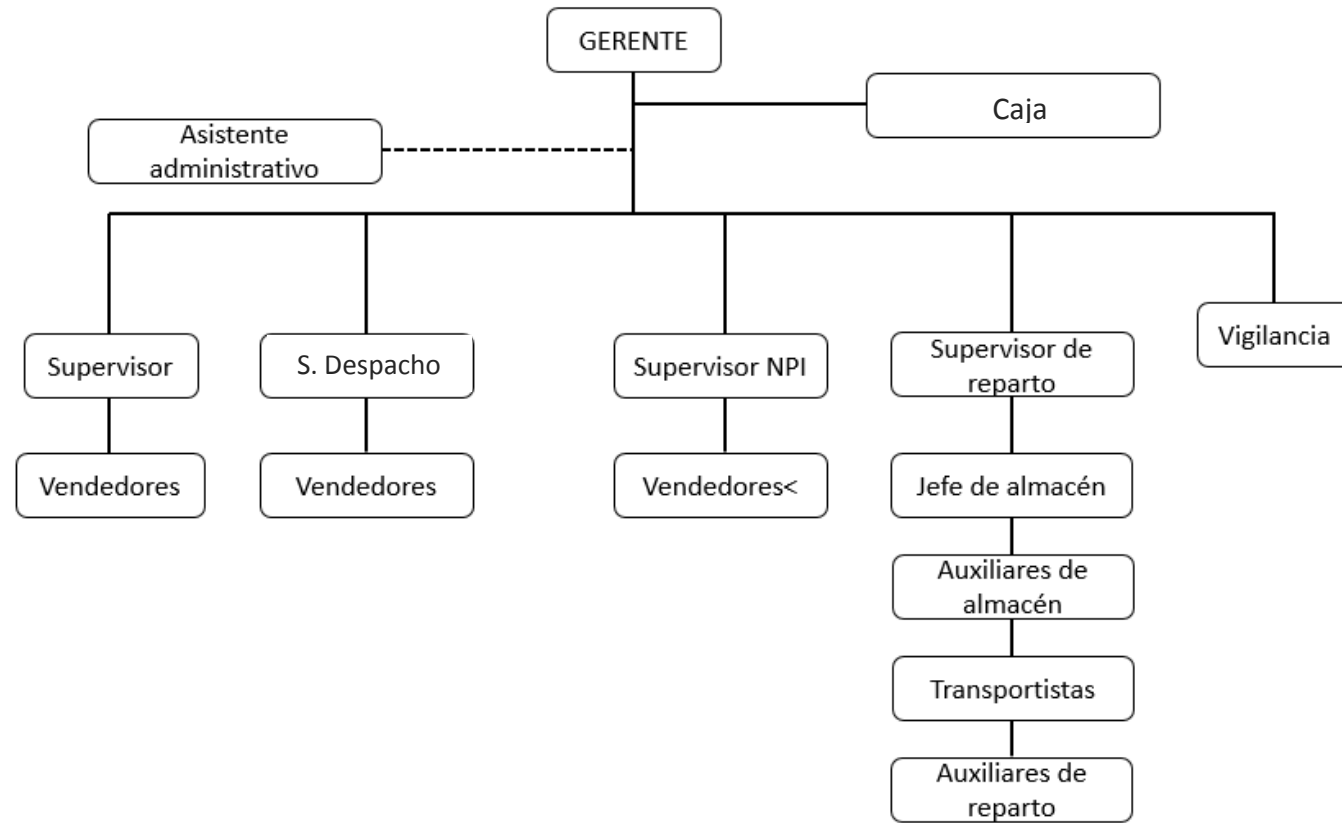 GERENTE
Caja
Asistente
administrativo
Supervisor
S. Despacho
Supervisor NPI
Supervisor de
reparto
Vigilancia
Vendedores
Vendedores
Vendedores<
Jefe de almacén
Auxiliares de
almacén
Transportistas
Auxiliares de
reparto